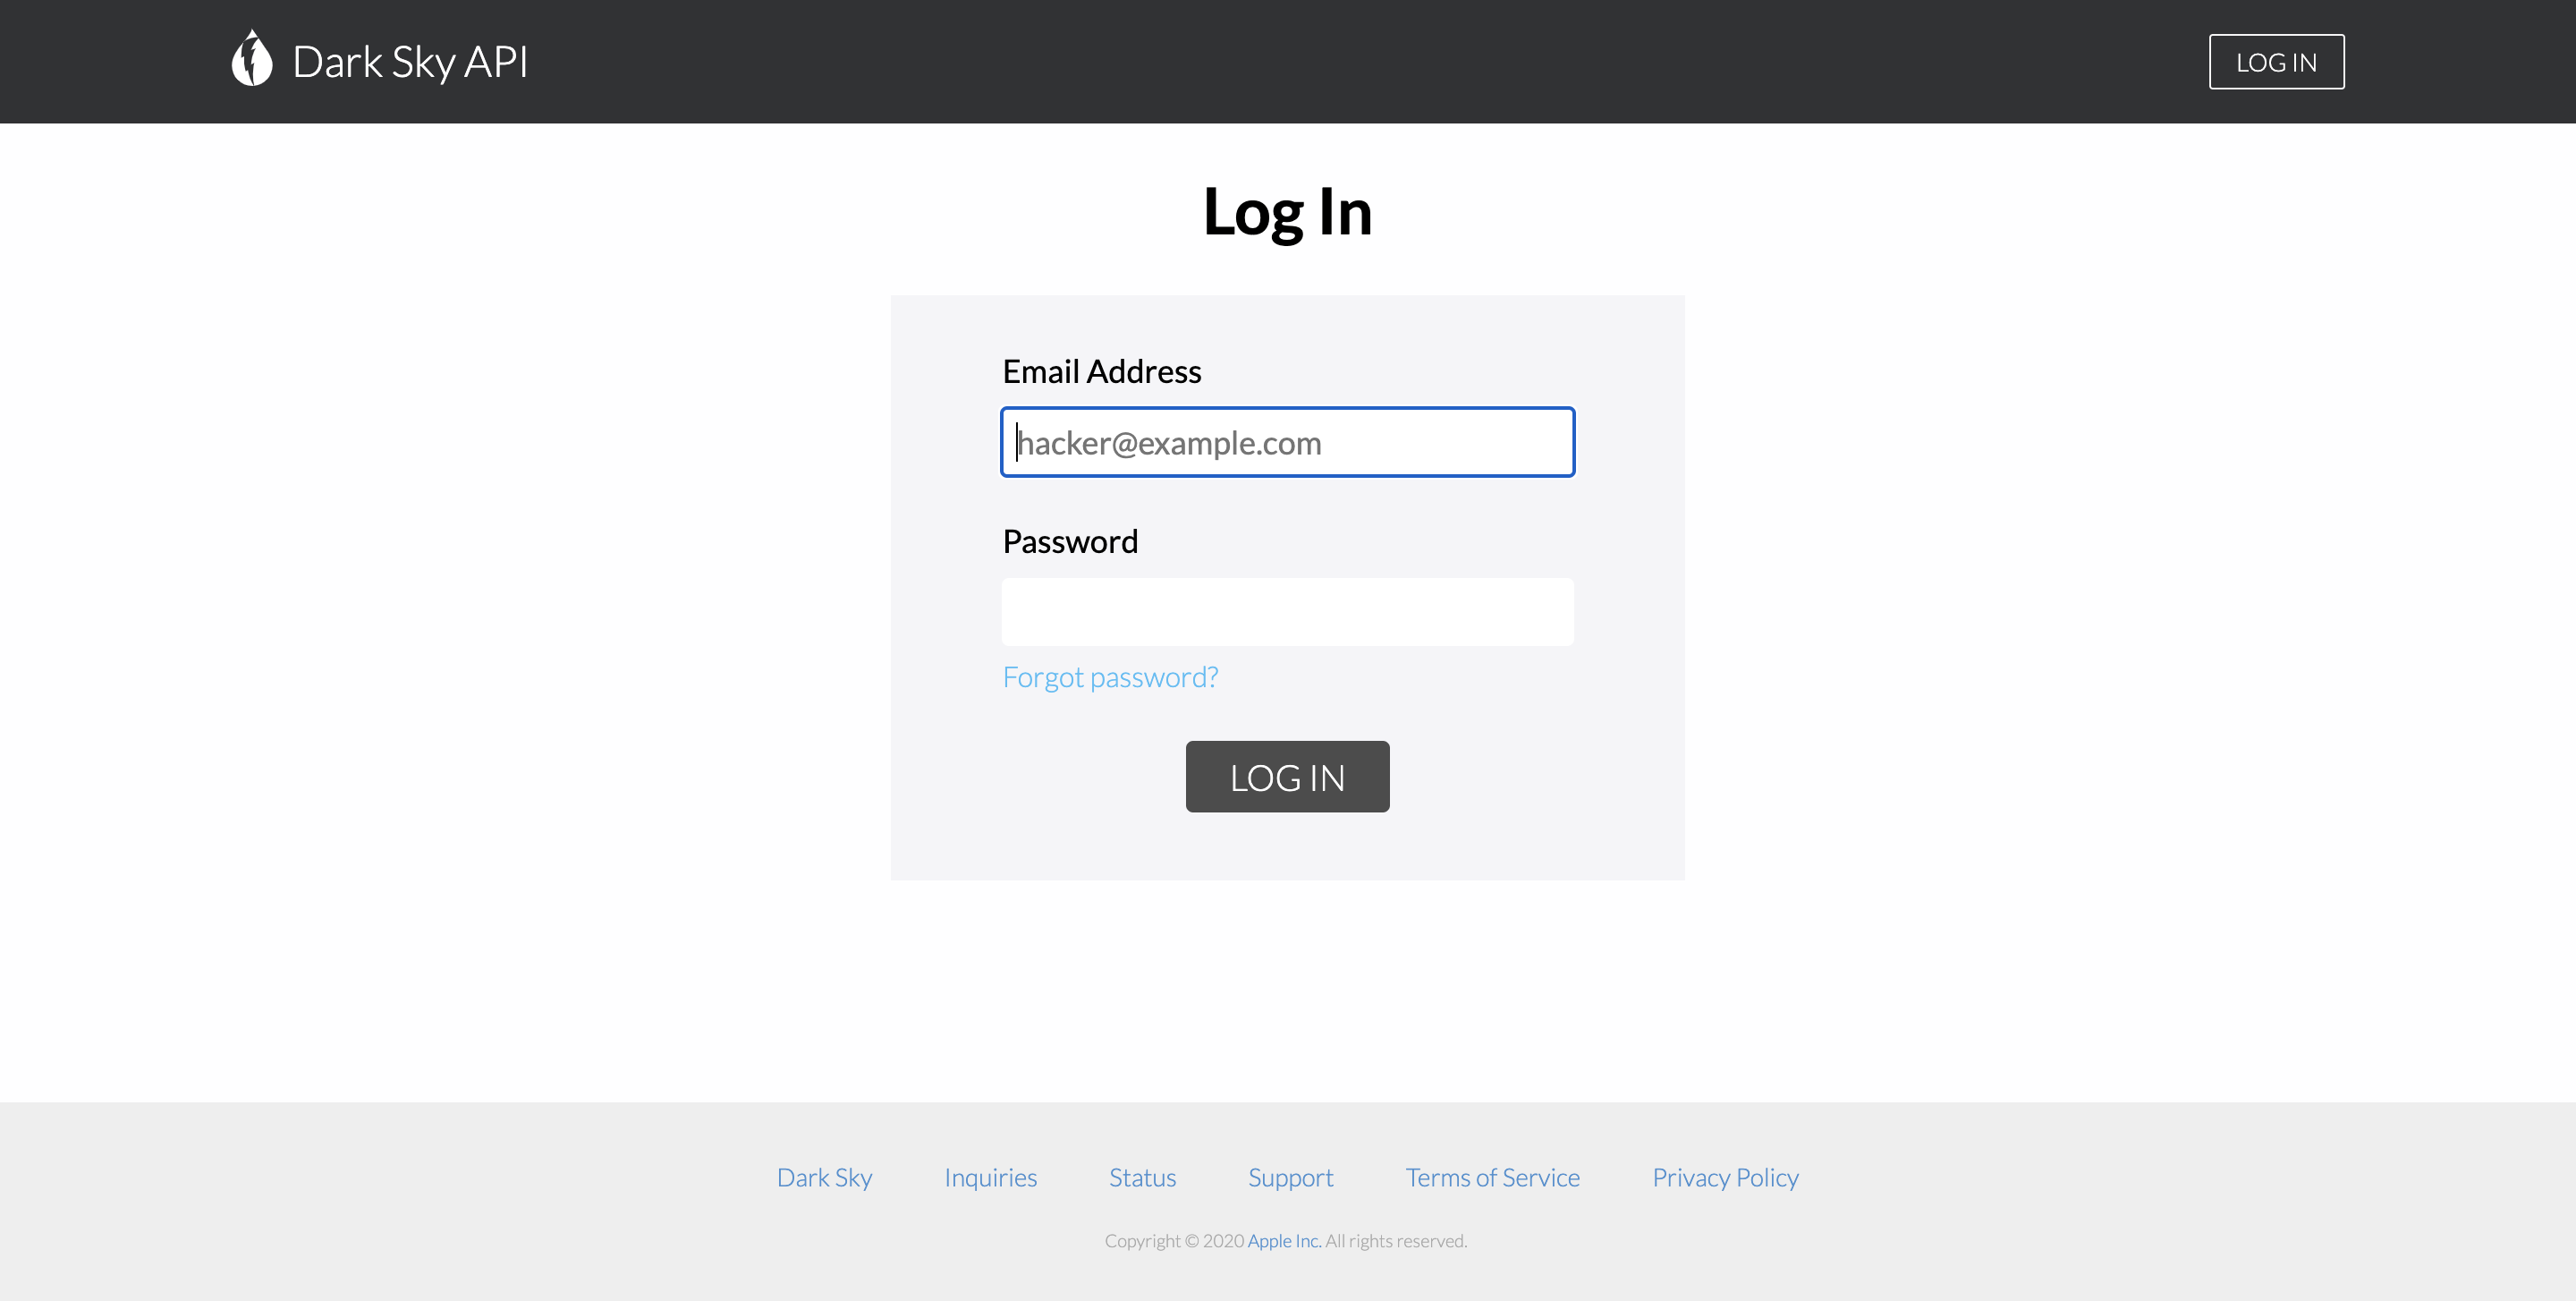 Dark Sky API
LOG IN
Log In
Email Address
hacker@example.com
Password
Forgot password?
LOG IN
Dark Sky Inquiries Status Support Terms of Service Privacy Policy
Copyright © 2020 Apple Inc. All rights reserved.